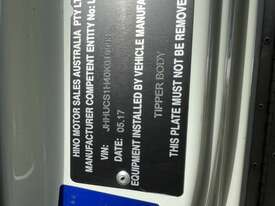 HINO MOTOR SALES AUSTRALIA PTY LT
MANUFACTURER COMPETENT ENTITY No: L
VIN:
DATE: 05.17
EQUIPMENT INSTALLED BY VEHICLE MANUFACT
TIPPER BODY
THIS PLATE MUST NOT BE REMOVE